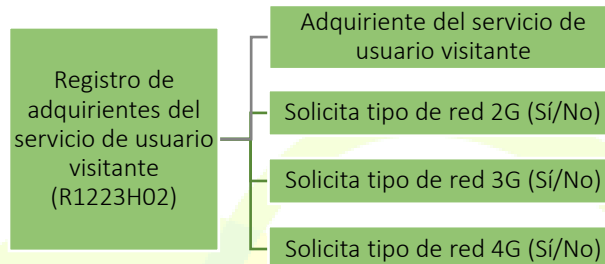 Registro de
adquirientes del
servicio de usuario
visitante
(R1223H02)
Adquiriente del servicio de
usuario visitante
Solicita tipo de red 2G (Sí/No)
Solicita tipo de red 3G (Sí/No)
Solicita tipo de red 4G (Sí/No)